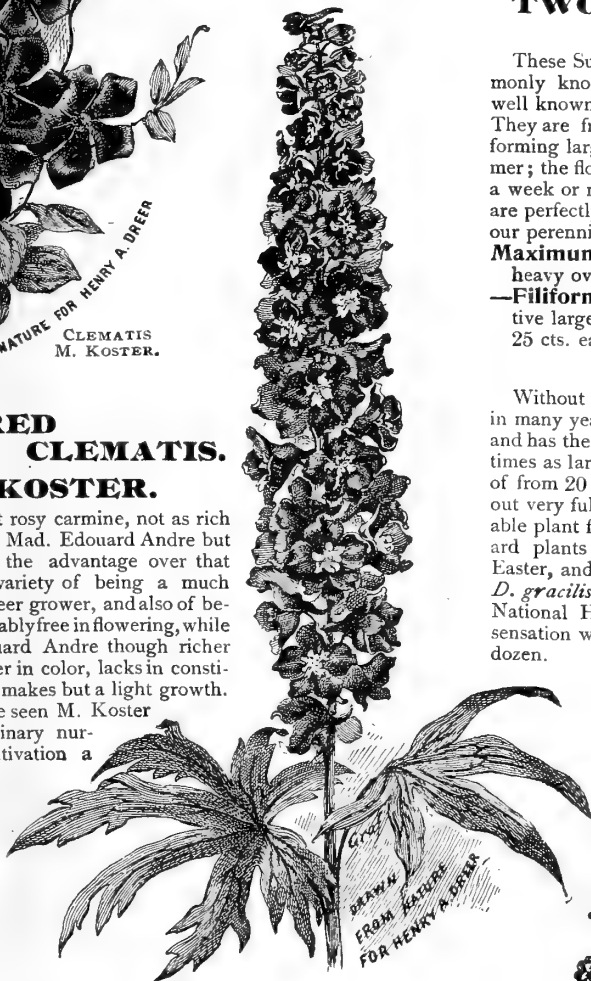 NATURE FOR HENRY A. DREER
CLEMATIS
M. KOSTER.
RED
CLEMATIS.
KOSTER.
t rosy carmine, not as rich
Mad. Edouard Andre but
the advantage over that
variety of being a much
eer grower, and also of be-
ably free in flowering, while
uard Andre though richer
er in color, lacks in consti-
makes but a light growth.
e seen M. Koster
inary nur-
tivation a
Graf
DRAWN
FROM NATURE
FOR HENRY A. DREER
TWO
These Su
monly kno
well known
They are fr
forming larg
mer; the flo
a week or m
are perfectl
our perenni
Maximum
heavy ov
—Filiform
tive large
25 cts. ea
Without
in many yea
and has the
times as lar
of from 20
out very ful
able plant f
ard plants
Easter, and
D. gracilis
National H
sensation w
dozen.